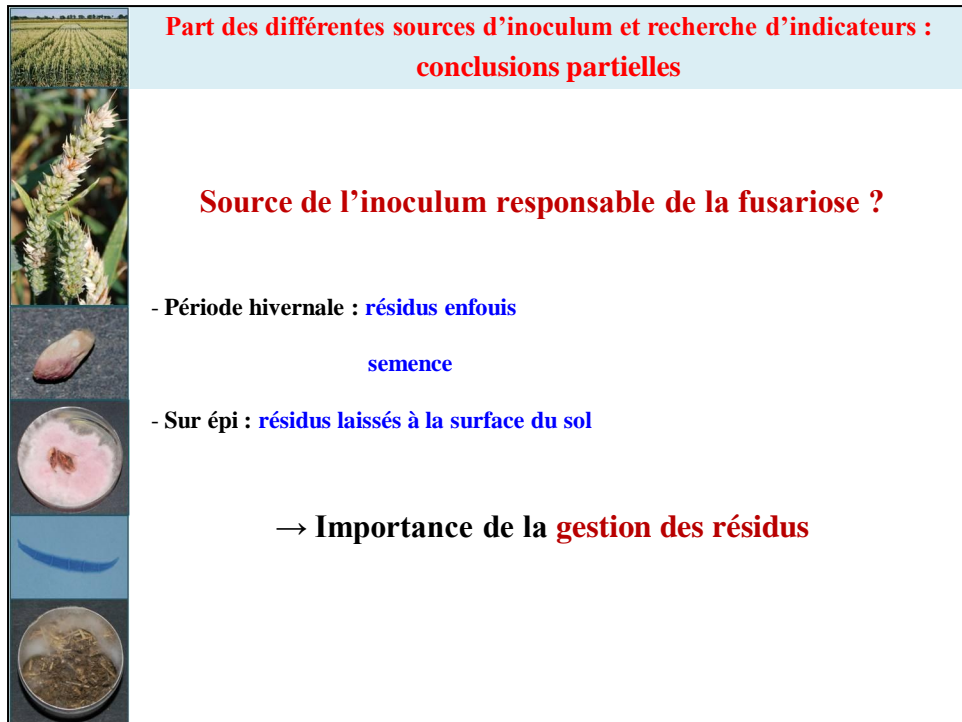 Part des différentes sources d’inoculum et recherche d’indicateurs :
conclusions partielles
Source de l’inoculum responsable de la fusariose ?
- Période hivernale : résidus enfouis
semence
- Sur épi : résidus laissés à la surface du sol
→ Importance de la gestion des résidus